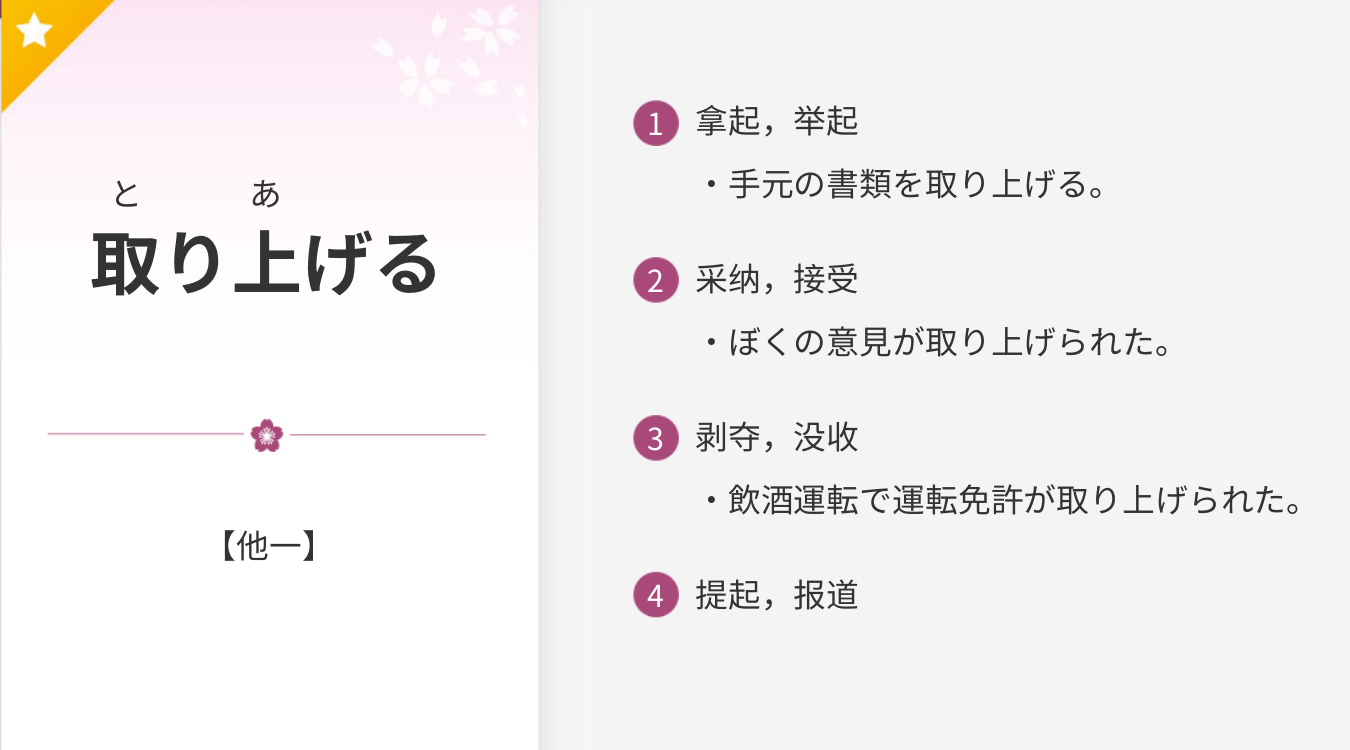 と あ
取り上げる
【他一】
1 拿起，举起
・手元の書類を取り上げる。
2 采纳，接受
・ぼくの意見が取り上げられた。
3 剥夺，没收
・飲酒運転で運転免許が取り上げられた。
4 提起，报道